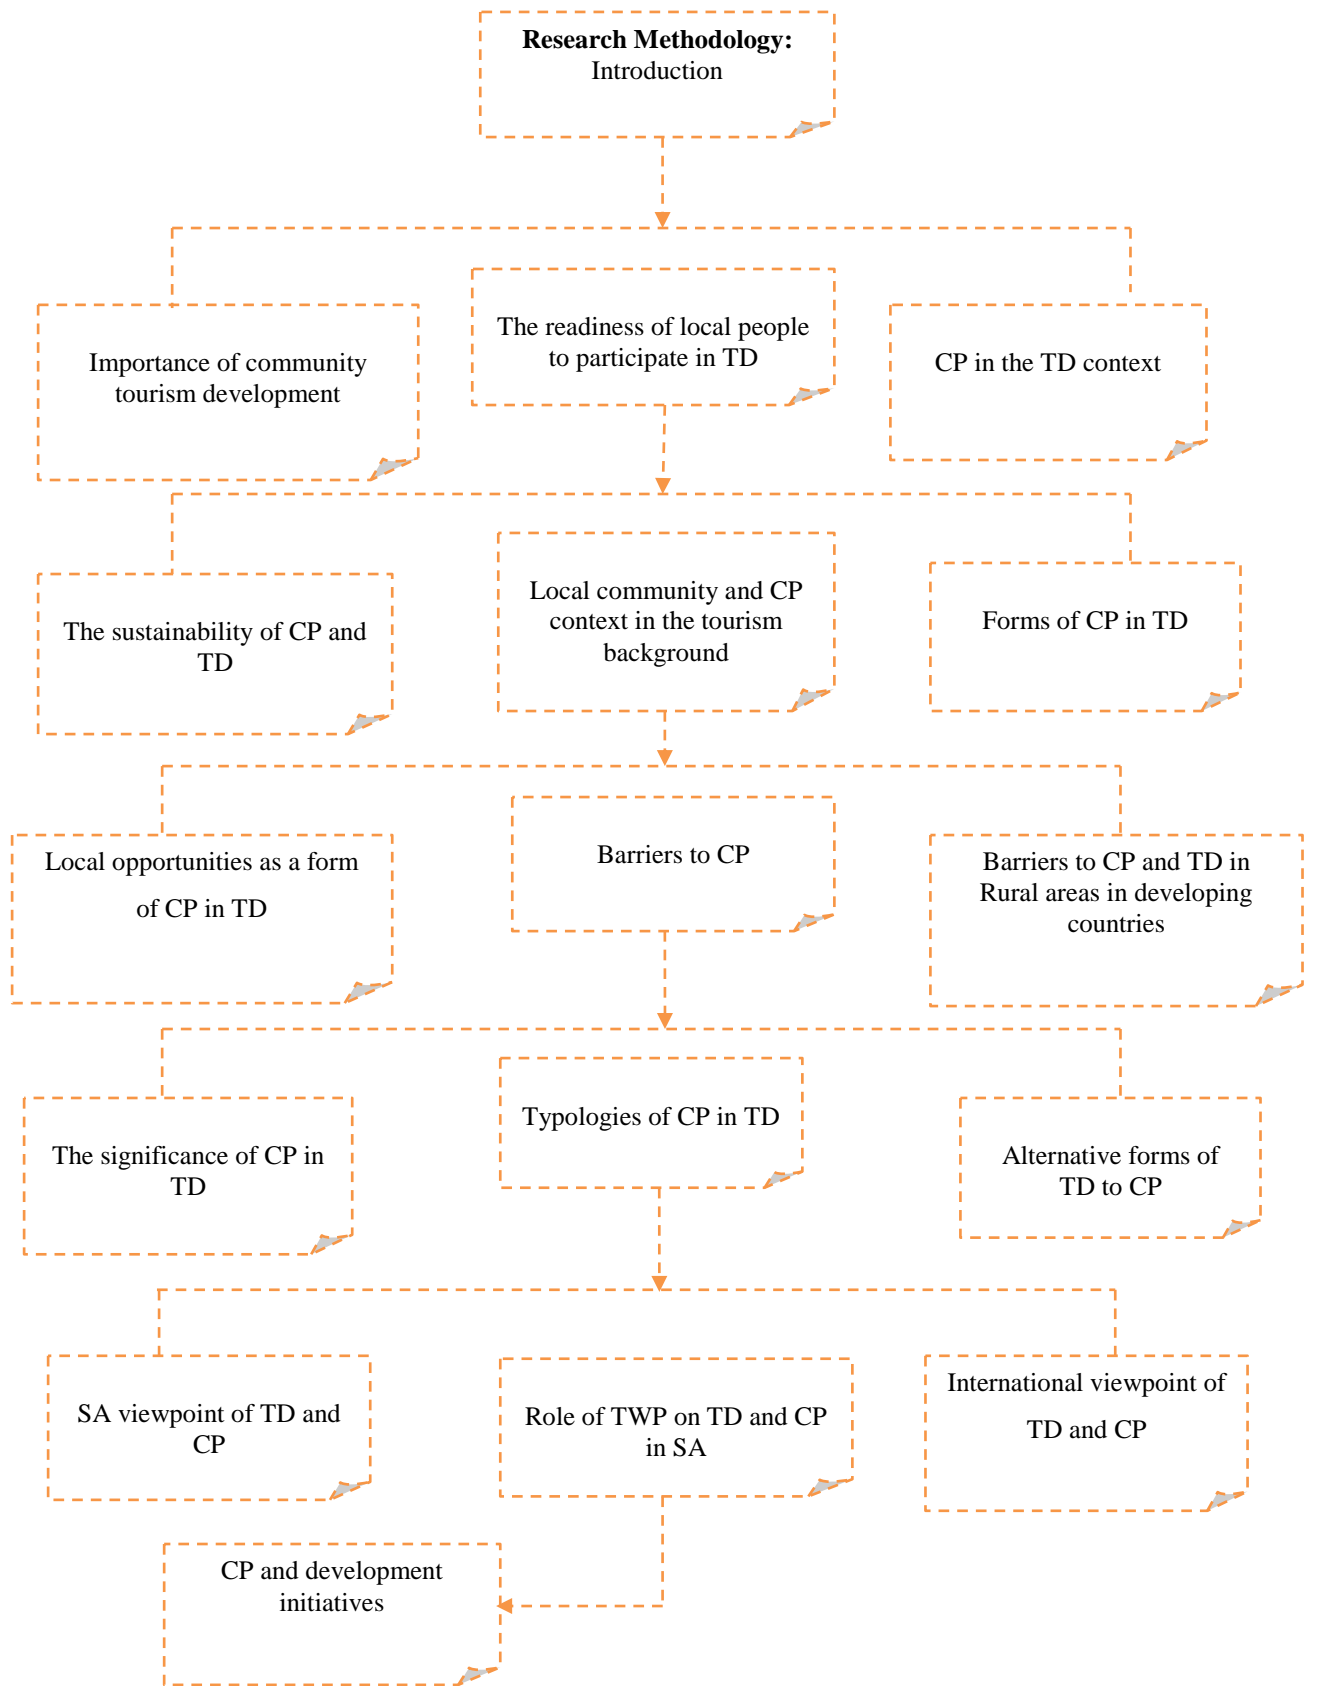 Research Methodology:
Introduction
Importance of community
tourism development
The readiness of local people
to participate in TD
CP in the TD context
The sustainability of CP and
TD
Local community and CP
context in the tourism
background
Forms of CP in TD
Local opportunities as a form
of CP in TD
Barriers to CP
Barriers to CP and TD in
Rural areas in developing
countries
The significance of CP in
TD
Typologies of CP in TD
Alternative forms of
TD to CP
SA viewpoint of TD and
CP
Role of TWP on TD and CP
in SA
International viewpoint of
TD and CP
CP and development
initiatives